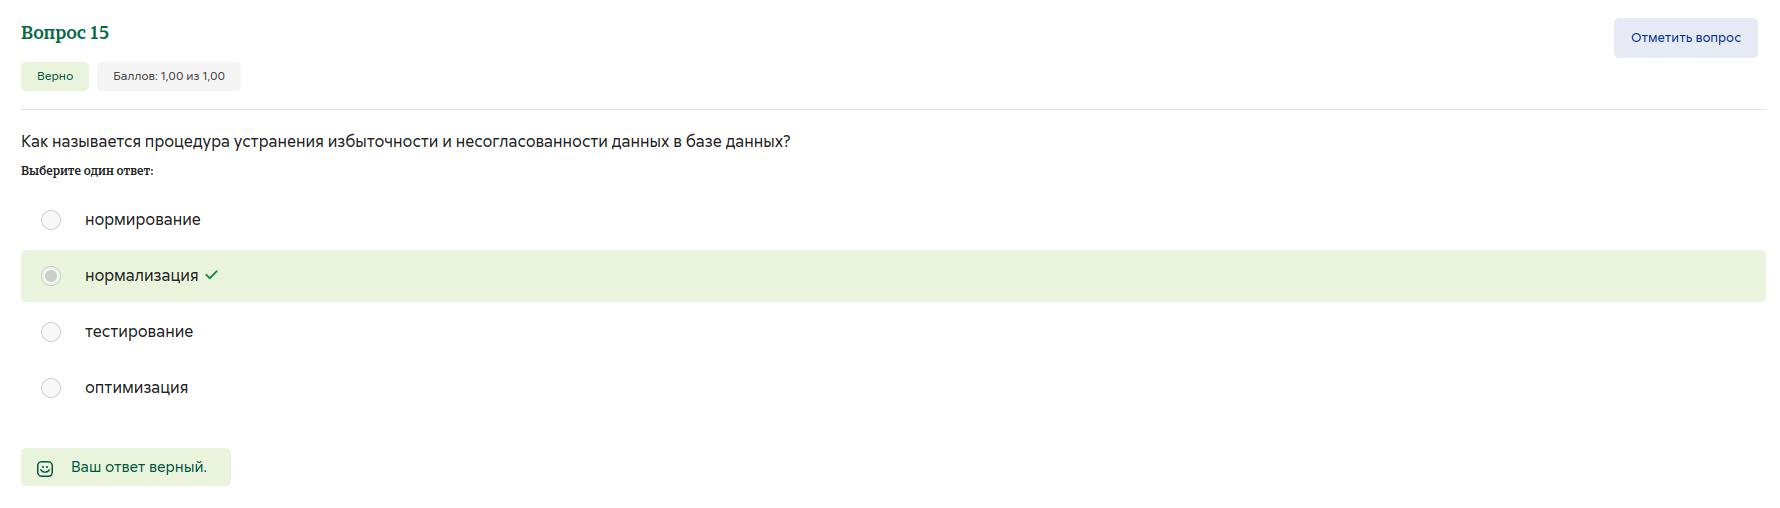 Вопрос 15
Отметить вопрос
Верно
Баллов: 1,00 из 1,00
Как называется процедура устранения избыточности и несогласованности данных в базе данных?
Выберите один ответ:
нормирование
нормализация
тестирование
оптимизация
Ваш ответ верный.